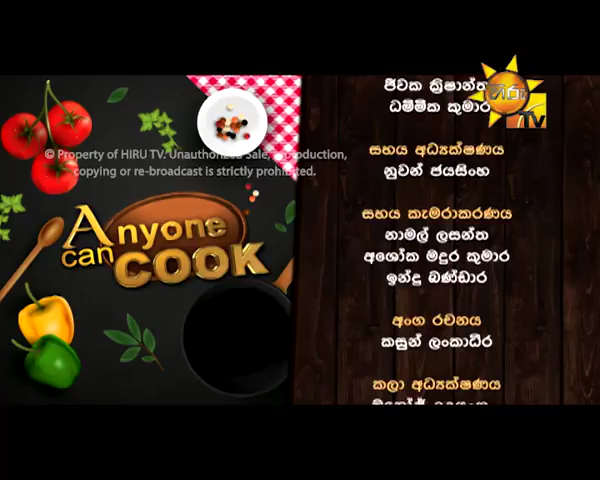 හිරු
TV
© Property of HIRU TV. Unauthorized Sale, reproduction,
copying or re-broadcast is strictly prohibited.
Anyone
can COOK
ජීවක ක්‍රිෂාන්ත
ධම්මික කුමාර
සහය අධ්‍යක්ෂණය
නුවන් ජයසිංහ
සහය කැමරාකරණය
නාමල් ලසන්ත
අශෝක මදුර කුමාර
ඉන්දු බණ්ඩාර
අංග රචනය
කසුන් ලංකාධිර
කලා අධ්‍යක්ෂණය